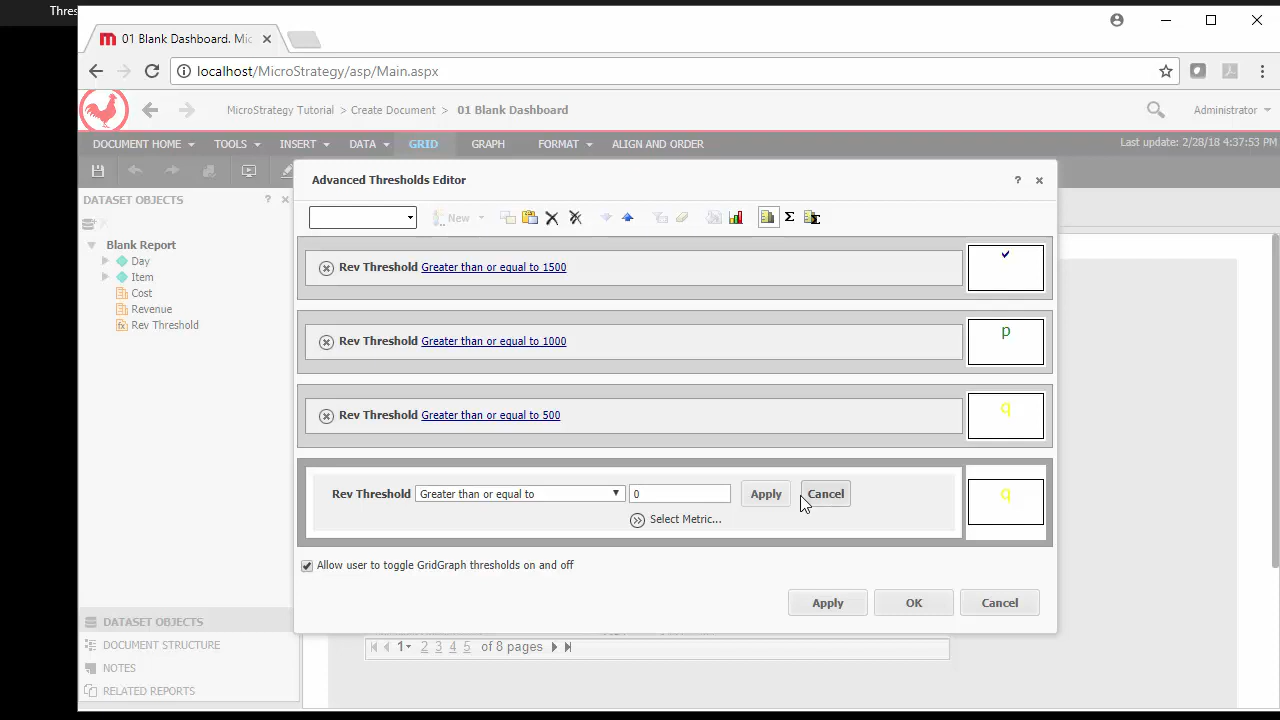 Thres
01 Blank Dashboard. Mic
localhost/MicroStrategy/asp/Main.aspx
MicroStrategy Tutorial > Create Document > 01 Blank Dashboard
Administrator
DOCUMENT HOME TOOLS INSERT DATA GRID GRAPH FORMAT ALIGN AND ORDER
Last update: 2/28/18 4:37:53 PM
DATASET OBJECTS ? ×
Blank Report
Day
Item
Cost
Revenue
Rev Threshold
Advanced Thresholds Editor ? ×
New
Rev Threshold Greater than or equal to 1500
Rev Threshold Greater than or equal to 1000 p
Rev Threshold Greater than or equal to 500 q
Rev Threshold Greater than or equal to 0 Apply Cancel q
Select Metric...
Allow user to toggle GridGraph thresholds on and off
Apply OK Cancel
DATASET OBJECTS
DOCUMENT STRUCTURE
NOTES
RELATED REPORTS
1 2 3 4 5 of 8 pages